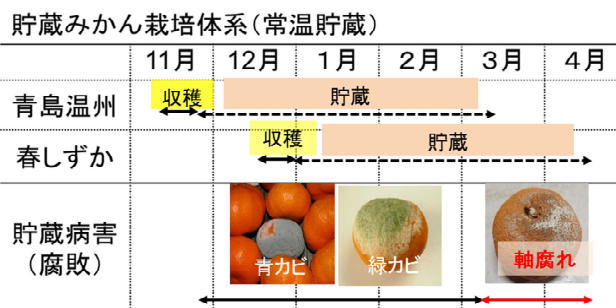 貯蔵みかん栽培体系（常温貯蔵）
11月 12月 1月 2月 3月 4月
青島温州 収穫 貯蔵
春しずか 収穫 貯蔵
貯蔵病害
（腐敗）
青カビ 緑カビ 軸腐れ